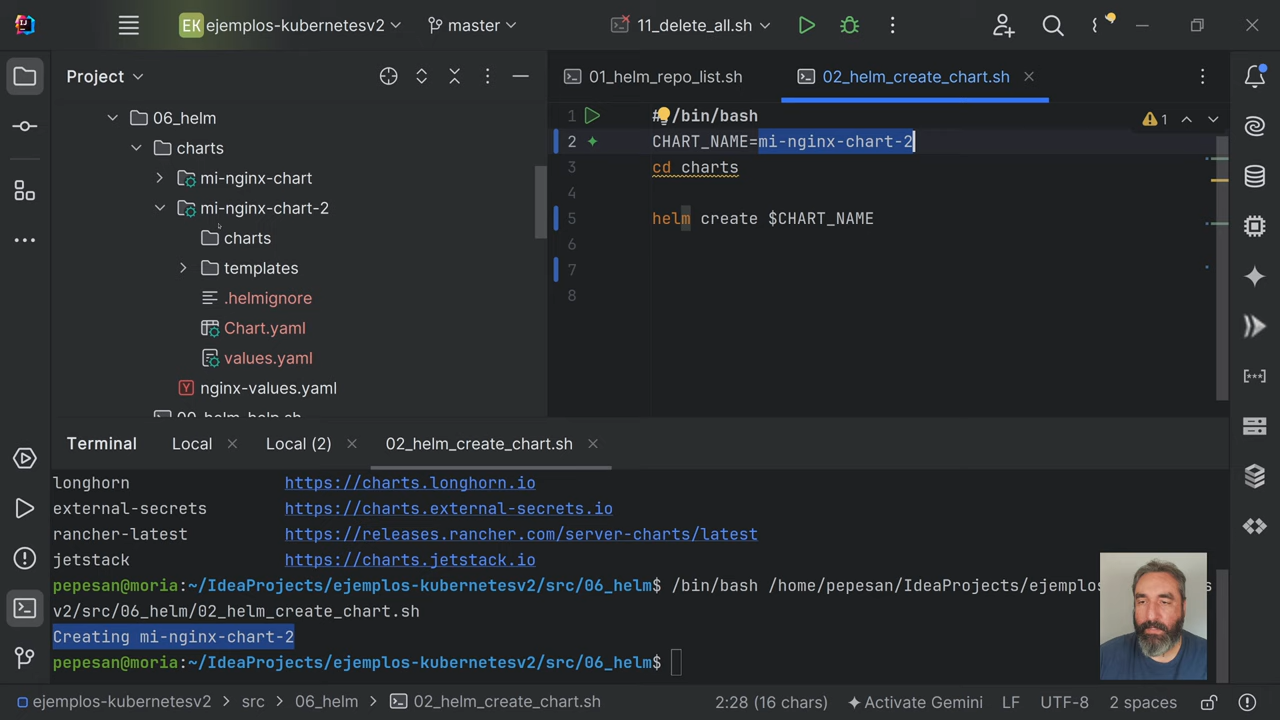 EK ejemplos-kubernetesv2 master 11_delete_all.sh
Project
06_helm
charts
mi-nginx-chart
mi-nginx-chart-2
charts
templates
.helmignore
Chart.yaml
values.yaml
Y nginx-values.yaml
00_helm_help.sh
01_helm_repo_list.sh 02_helm_create_chart.sh
1 #!/bin/bash
2 CHART_NAME=mi-nginx-chart-2
3 cd charts
4
5 helm create $CHART_NAME
6
7
8
1
Terminal Local Local (2) 02_helm_create_chart.sh
longhorn https://charts.longhorn.io
external-secrets https://charts.external-secrets.io
rancher-latest https://releases.rancher.com/server-charts/latest
jetstack https://charts.jetstack.io
pepesan@moria:~/IdeaProjects/ejemplos-kubernetesv2/src/06_helm$ /bin/bash /home/pepesan/IdeaProjects/ejemplos
v2/src/06_helm/02_helm_create_chart.sh
Creating mi-nginx-chart-2
pepesan@moria:~/IdeaProjects/ejemplos-kubernetesv2/src/06_helm$
ejemplos-kubernetesv2 src 06_helm 02_helm_create_chart.sh 2:28 (16 chars) Activate Gemini LF UTF-8 2 spaces